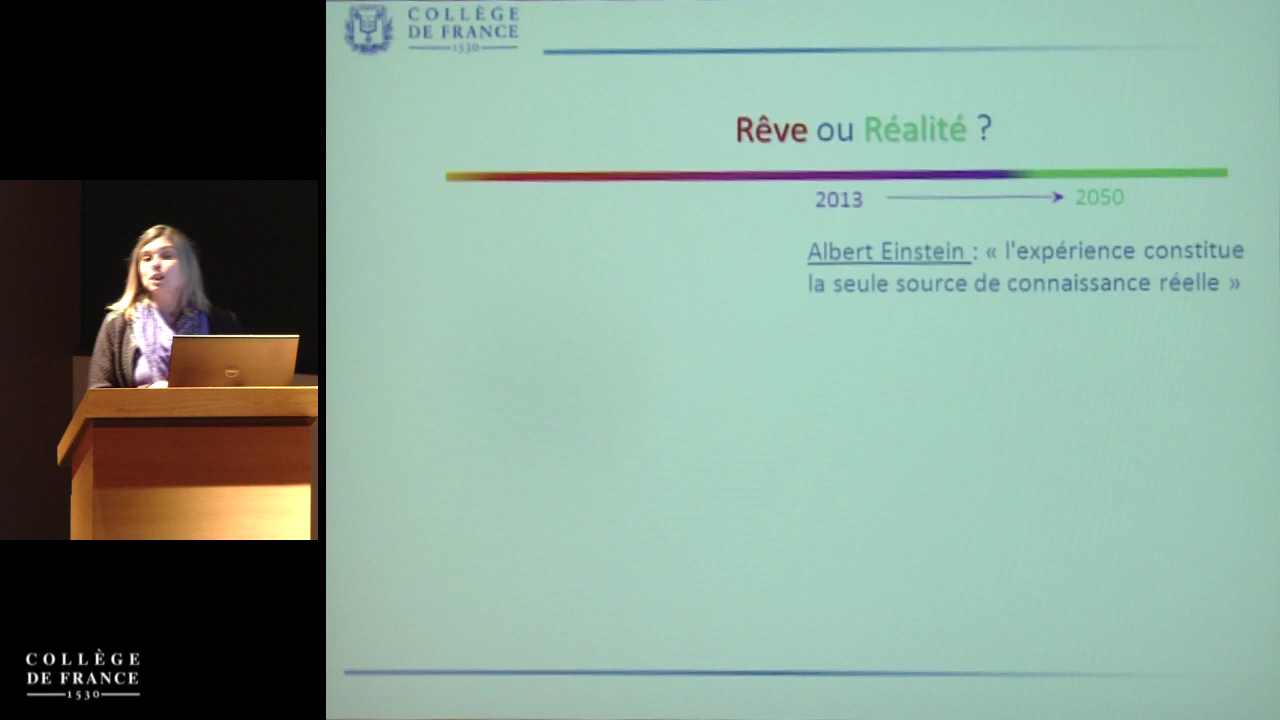 COLLÈGE
DE FRANCE
1530
Rêve ou Réalité ?
2013
2050
Albert Einstein : « l'expérience constitue
la seule source de connaissance réelle »
DELL
COLLÈGE
DE FRANCE
1530